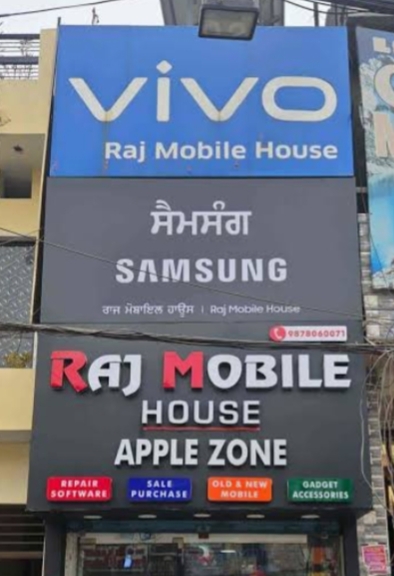 vivo
Raj Mobile House
ਸੈਮਸੰਗ
SAMSUNG
ਰਾਜ ਮੋਬਾਇਲ ਹਾਊਸ | Raj Mobile House
9878060071
RAJ MOBILE
HOUSE
APPLE ZONE
REPAIR SOFTWARE
SALE PURCHASE
OLD & NEW MOBILE
GADGET ACCESSORIES